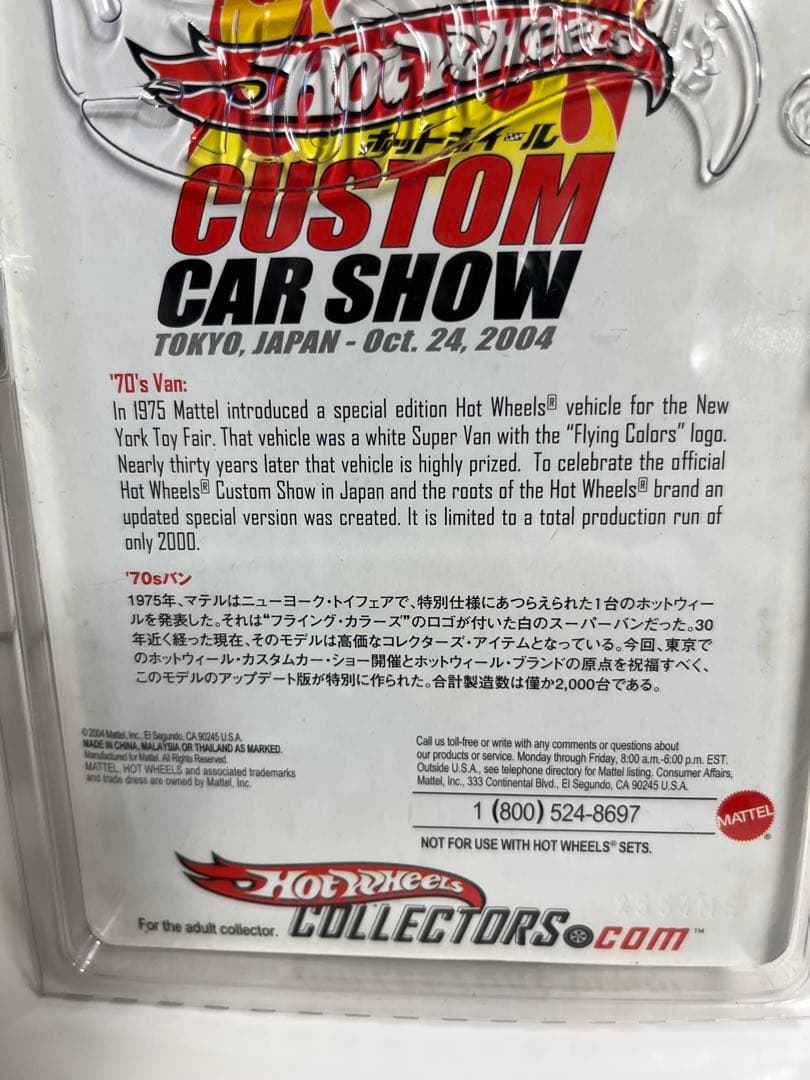 Hot Wheels
ホットホイール
CUSTOM
CAR SHOW
TOKYO, JAPAN - Oct. 24, 2004
'70's Van:
In 1975 Mattel introduced a special edition Hot Wheels® vehicle for the New
York Toy Fair. That vehicle was a white Super Van with the “Flying Colors” logo.
Nearly thirty years later that vehicle is highly prized. To celebrate the official
Hot Wheels® Custom Show in Japan and the roots of the Hot Wheels® brand an
updated special version was created. It is limited to a total production run of
only 2000.
'70sバン
1975年、マテルはニューヨーク・トイフェアで、特別仕様にあつらえられた1台のホットウィー
ルを発表した。それは“フライング・カラーズ”のロゴが付いた白のスーパーバンだった。30
年近く経った現在、そのモデルは高価なコレクターズ・アイテムとなっている。今回、東京で
のホットウィール・カスタムカー・ショー開催とホットウィール・ブランドの原点を祝福すべく、
このモデルのアップデート版が特別に作られた。合計製造数は僅か2,000台である。
©2004 Mattel, Inc., El Segundo, CA 90245 U.S.A.
MADE IN CHINA, MALAYSIA OR THAILAND AS MARKED.
Manufactured for Mattel. All Rights Reserved.
MATTEL, HOT WHEELS and associated trademarks
and trade dress are owned by Mattel, Inc.
Call us toll-free or write with any comments or questions about
our products or service. Monday through Friday, 8:00 a.m.-6:00 p.m. EST.
Outside U.S.A., see telephone directory for Mattel listing. Consumer Affairs,
Mattel, Inc., 333 Continental Blvd., El Segundo, CA 90245 U.S.A.
1 (800) 524-8697
MATTEL®
NOT FOR USE WITH HOT WHEELS® SETS.
Hot Wheels
For the adult collector. COLLECTORS.com™